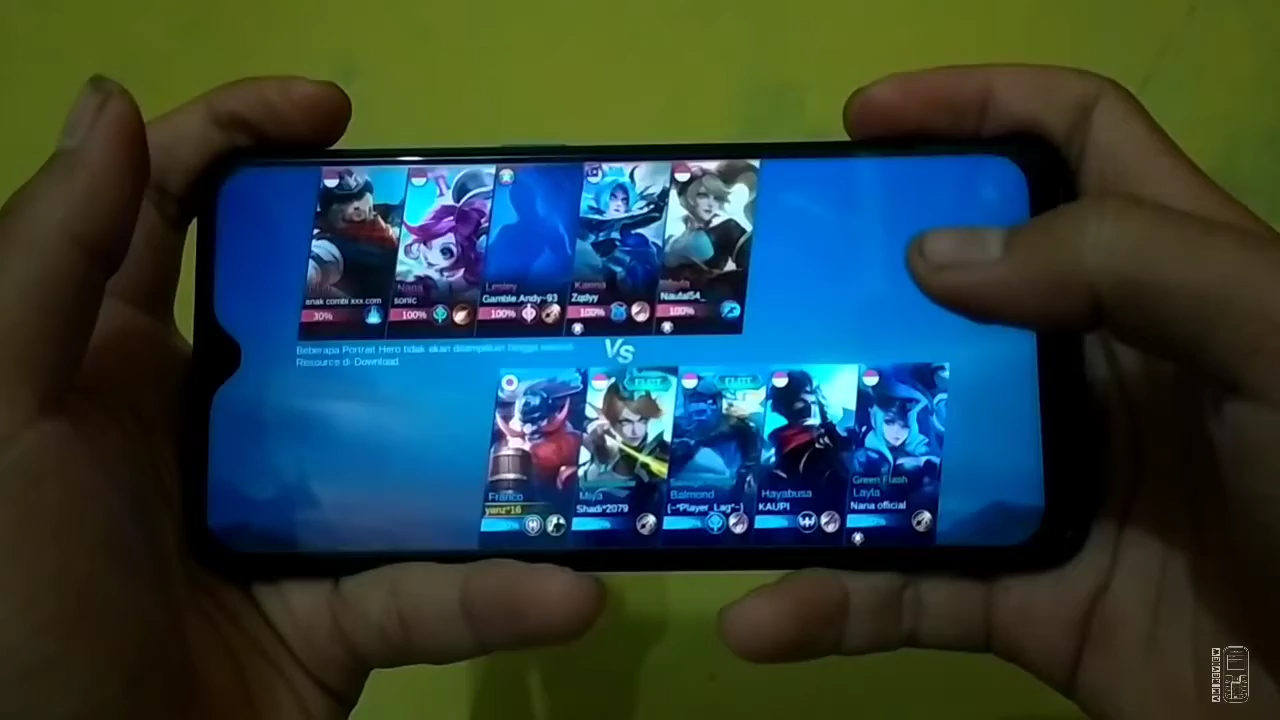 enak combi xxx.com
30%
Nana
sonic
100%
Lesley
Gamble.Andy~93
100%
Karina
Zqdyy
100%
Naufal54_
100%
Beberapa Portrait Hero tidak akan ditampilkan hingga selesai
Resource di Download.
VS
Franco
yanz*16
ELITE
Miya
Shadi*2079
ELITE
Balmond
(~*Player_Lag*~)
Hayabusa
KAUPI
Green Flash
Layla
Nana official